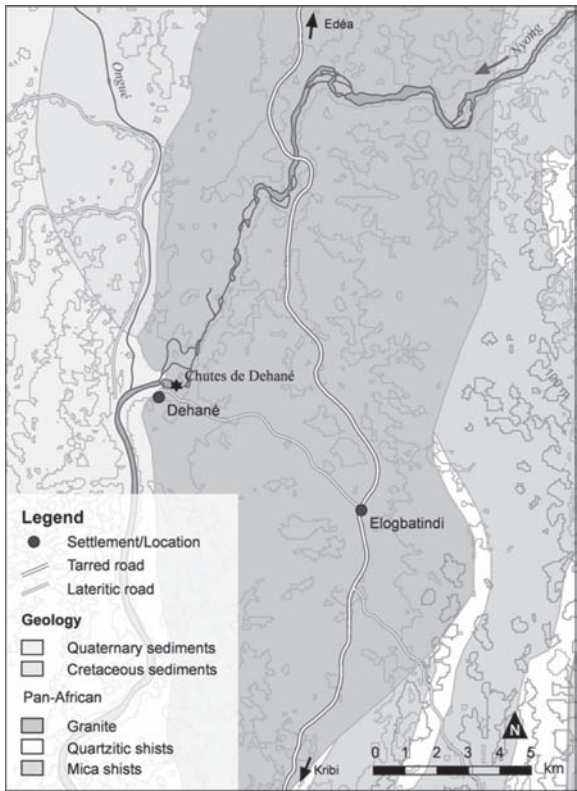 Edéa
Nyong
Ongué
Chutes de Dehané
Dehané
100 m
Elogbatindi
Legend
Settlement/Location
Tarred road
Lateritic road
Geology
Quaternary sediments
Cretaceous sediments
Pan-African
Granite
Quartzitic shists
Mica shists
Kribi
N
0 1 2 3 4 5
km